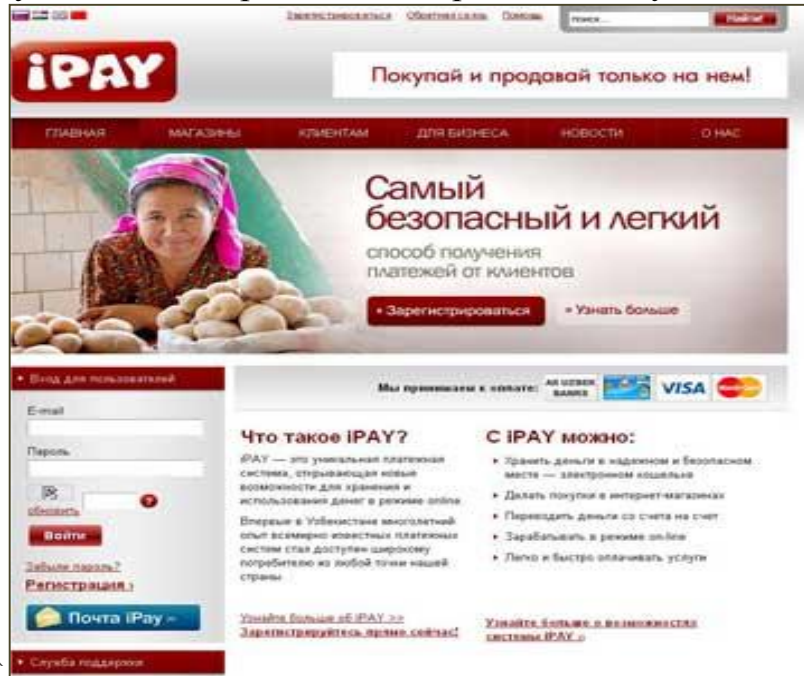 Зарегистрироваться Обратная связь Помощь поиск... Найти!
iPAY
Покупай и продавай только на нем!
ГЛАВНАЯ МАГАЗИНЫ КЛИЕНТАМ ДЛЯ БИЗНЕСА НОВОСТИ О НАС
Самый
безопасный и легкий
способ получения
платежей от клиентов
Зарегистрироваться
Узнать больше
Вход для пользователей
E-mail
Пароль
обновить
?
Войти
Забыли пароль?
Регистрация
Почта iPay
Служба поддержки
Мы принимаем к оплате: All UZBEK
BANKS
VISA
Что такое iPAY?
iPAY — это уникальная платежная
система, открывающая новые
возможности для хранения и
использования денег в режиме online
Впервые в Узбекистане многолетний
опыт всемирно известных платежных
систем стал доступен широкому
потребителю из любой точки нашей
страны
Узнайте больше об iPAY >>
Зарегистрируйтесь прямо сейчас!
С iPAY можно:
Хранить деньги в надежном и безопасном
месте — электронном кошельке
Делать покупки в интернет-магазинах
Переводить деньги со счета на счет
Зарабатывать в режиме on-line
Легко и быстро оплачивать услуги
Узнайте больше о возможностях
системы iPAY »